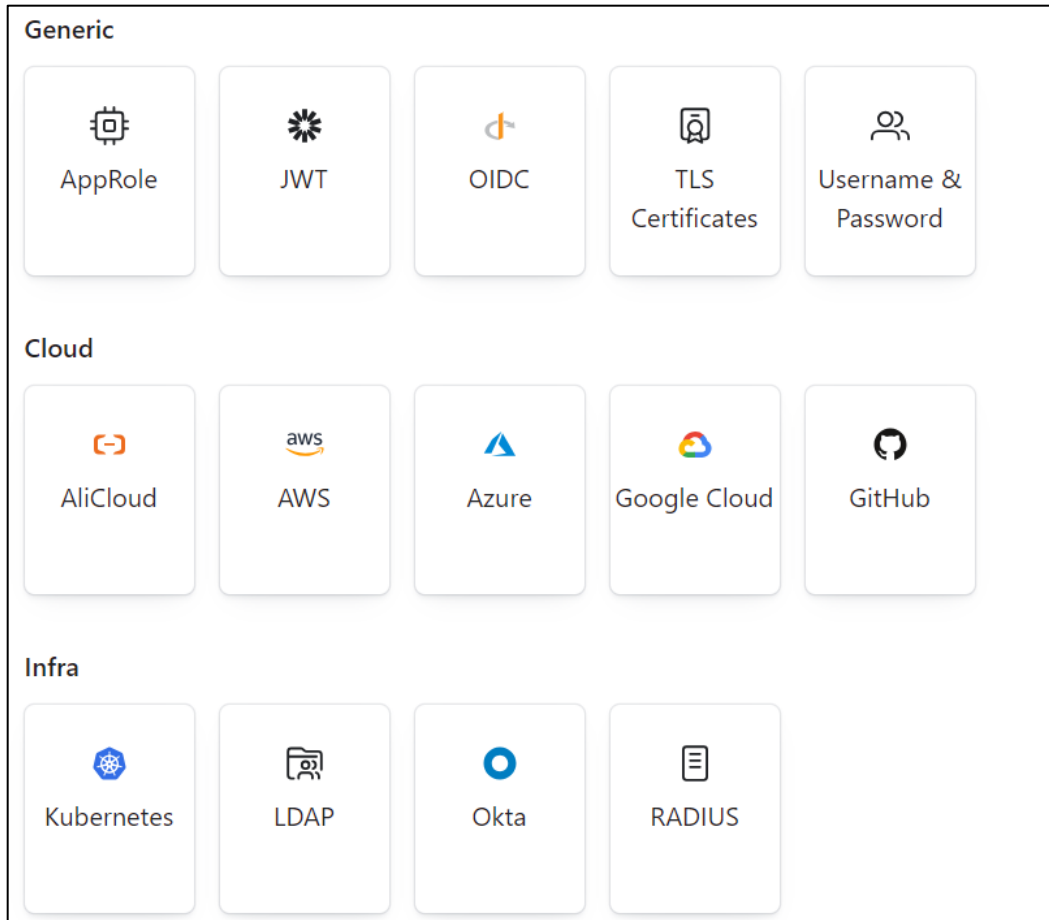 Generic
AppRole
JWT
OIDC
TLS
Certificates
Username &
Password
Cloud
AliCloud
aws
AWS
Azure
Google Cloud
GitHub
Infra
Kubernetes
LDAP
Okta
RADIUS